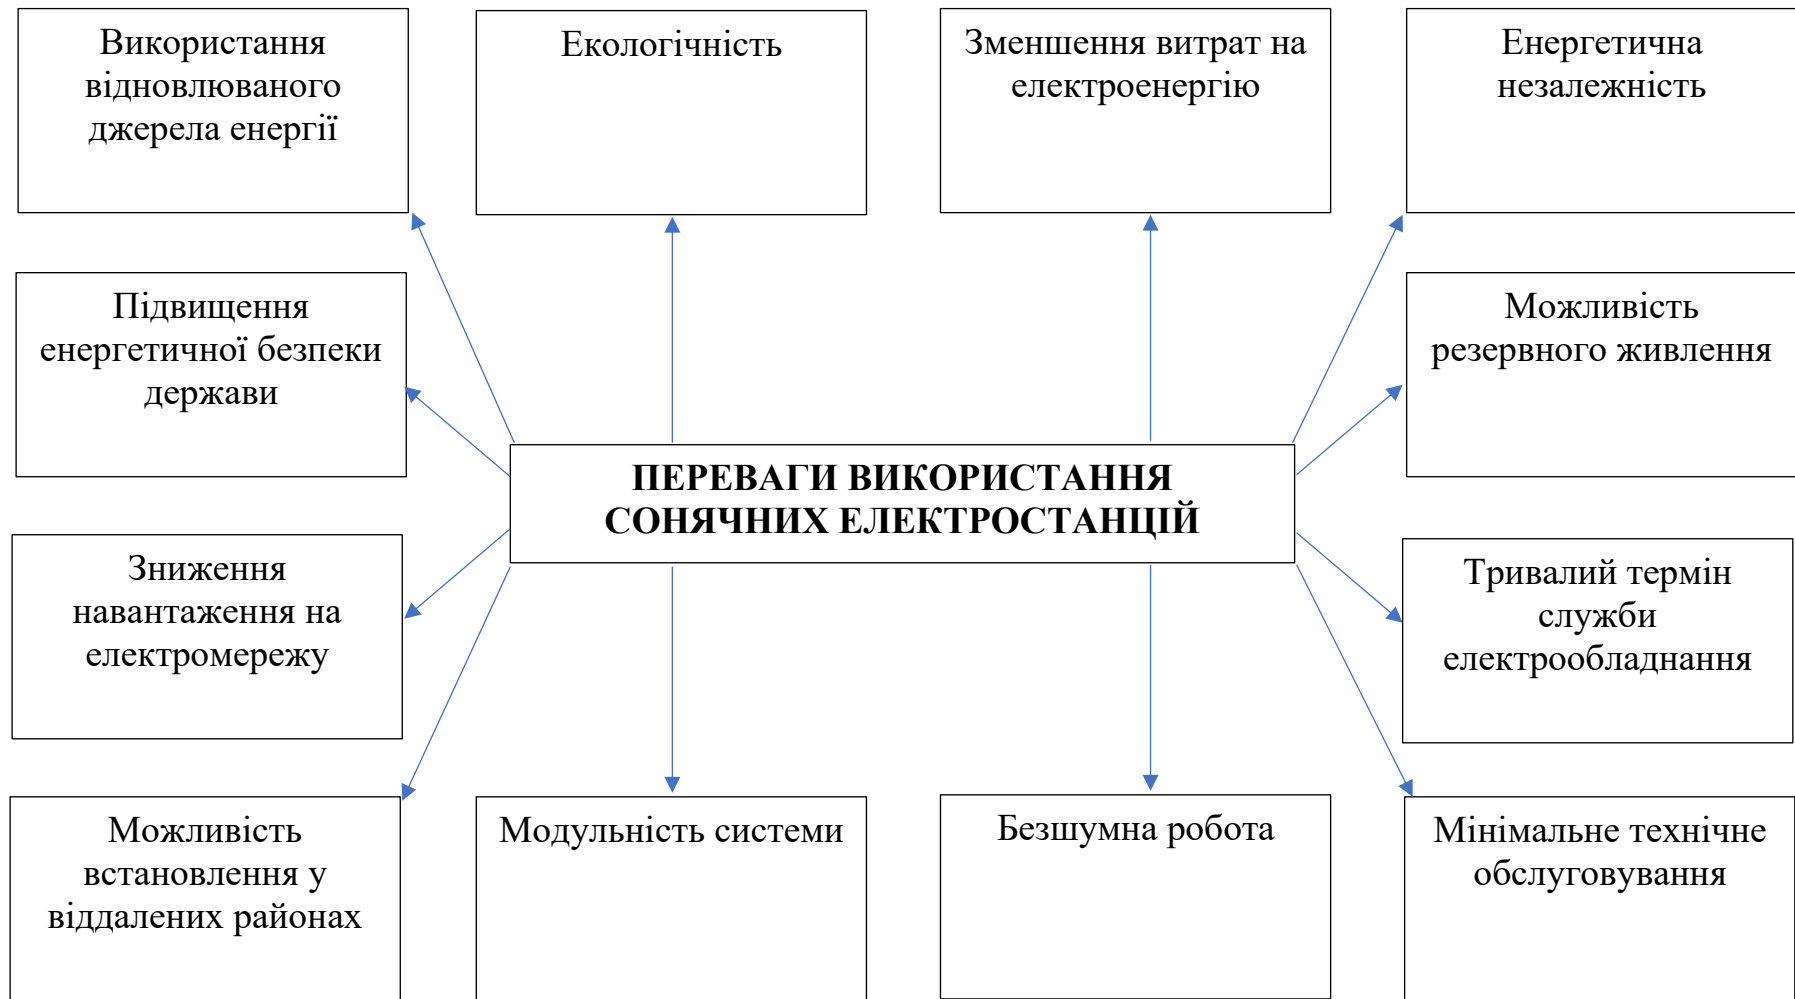 Використання
відновлюваного
джерела енергії
Екологічність
Зменшення витрат на
електроенергію
Енергетична
незалежність
Підвищення
енергетичної безпеки
держави
Можливість
резервного живлення
ПЕРЕВАГИ ВИКОРИСТАННЯ
СОНЯЧНИХ ЕЛЕКТРОСТАНЦІЙ
Зниження
навантаження на
електромережу
Тривалий термін
служби
електрообладнання
Можливість
встановлення у
віддалених районах
Модульність системи
Безшумна робота
Мінімальне технічне
обслуговування